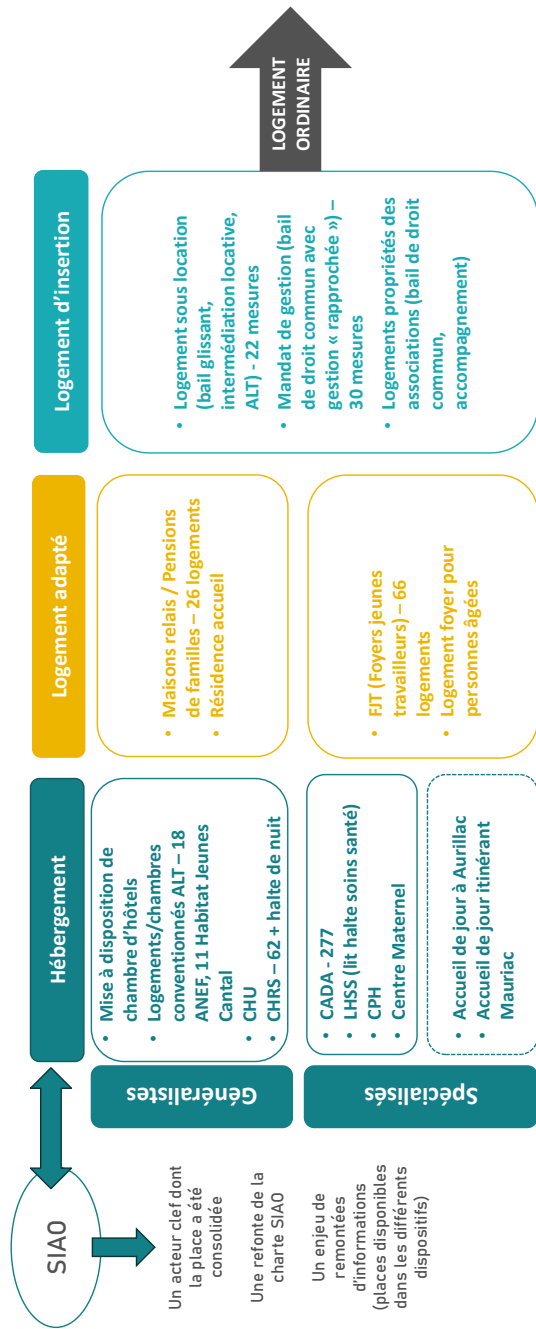 SIAO
Un acteur clef dont
la place a été
consolidée
Une refonte de la
charte SIAO
Un enjeu de
remontées
d'informations
(places disponibles
dans les différents
dispositifs)
Hébergement
Logement adapté
Logement d'insertion
Généralistes
• Mise à disposition de
chambre d'hôtels
• Logements/chambres
conventionnés ALT – 18
ANEF, 11 Habitat Jeunes
Cantal
• CHU
• CHRS – 62 + halte de nuit
• Maisons relais / Pensions
de familles – 26 logements
• Résidence accueil
• Logement sous location
(bail glissant,
intermédiation locative,
ALT) - 22 mesures
• Mandat de gestion (bail
de droit commun avec
gestion « rapprochée ») –
30 mesures
• Logements propriétés des
associations (bail de droit
commun,
accompagnement)
Spécialisés
• CADA - 277
• LHSS (lit halte soins santé)
• CPH
• Centre Maternel
• Accueil de jour à Aurillac
• Accueil de jour itinérant
Mauriac
• FJT (Foyers jeunes
travailleurs) – 66
logements
• Logement foyer pour
personnes âgées
LOGEMENT
ORDINAIRE